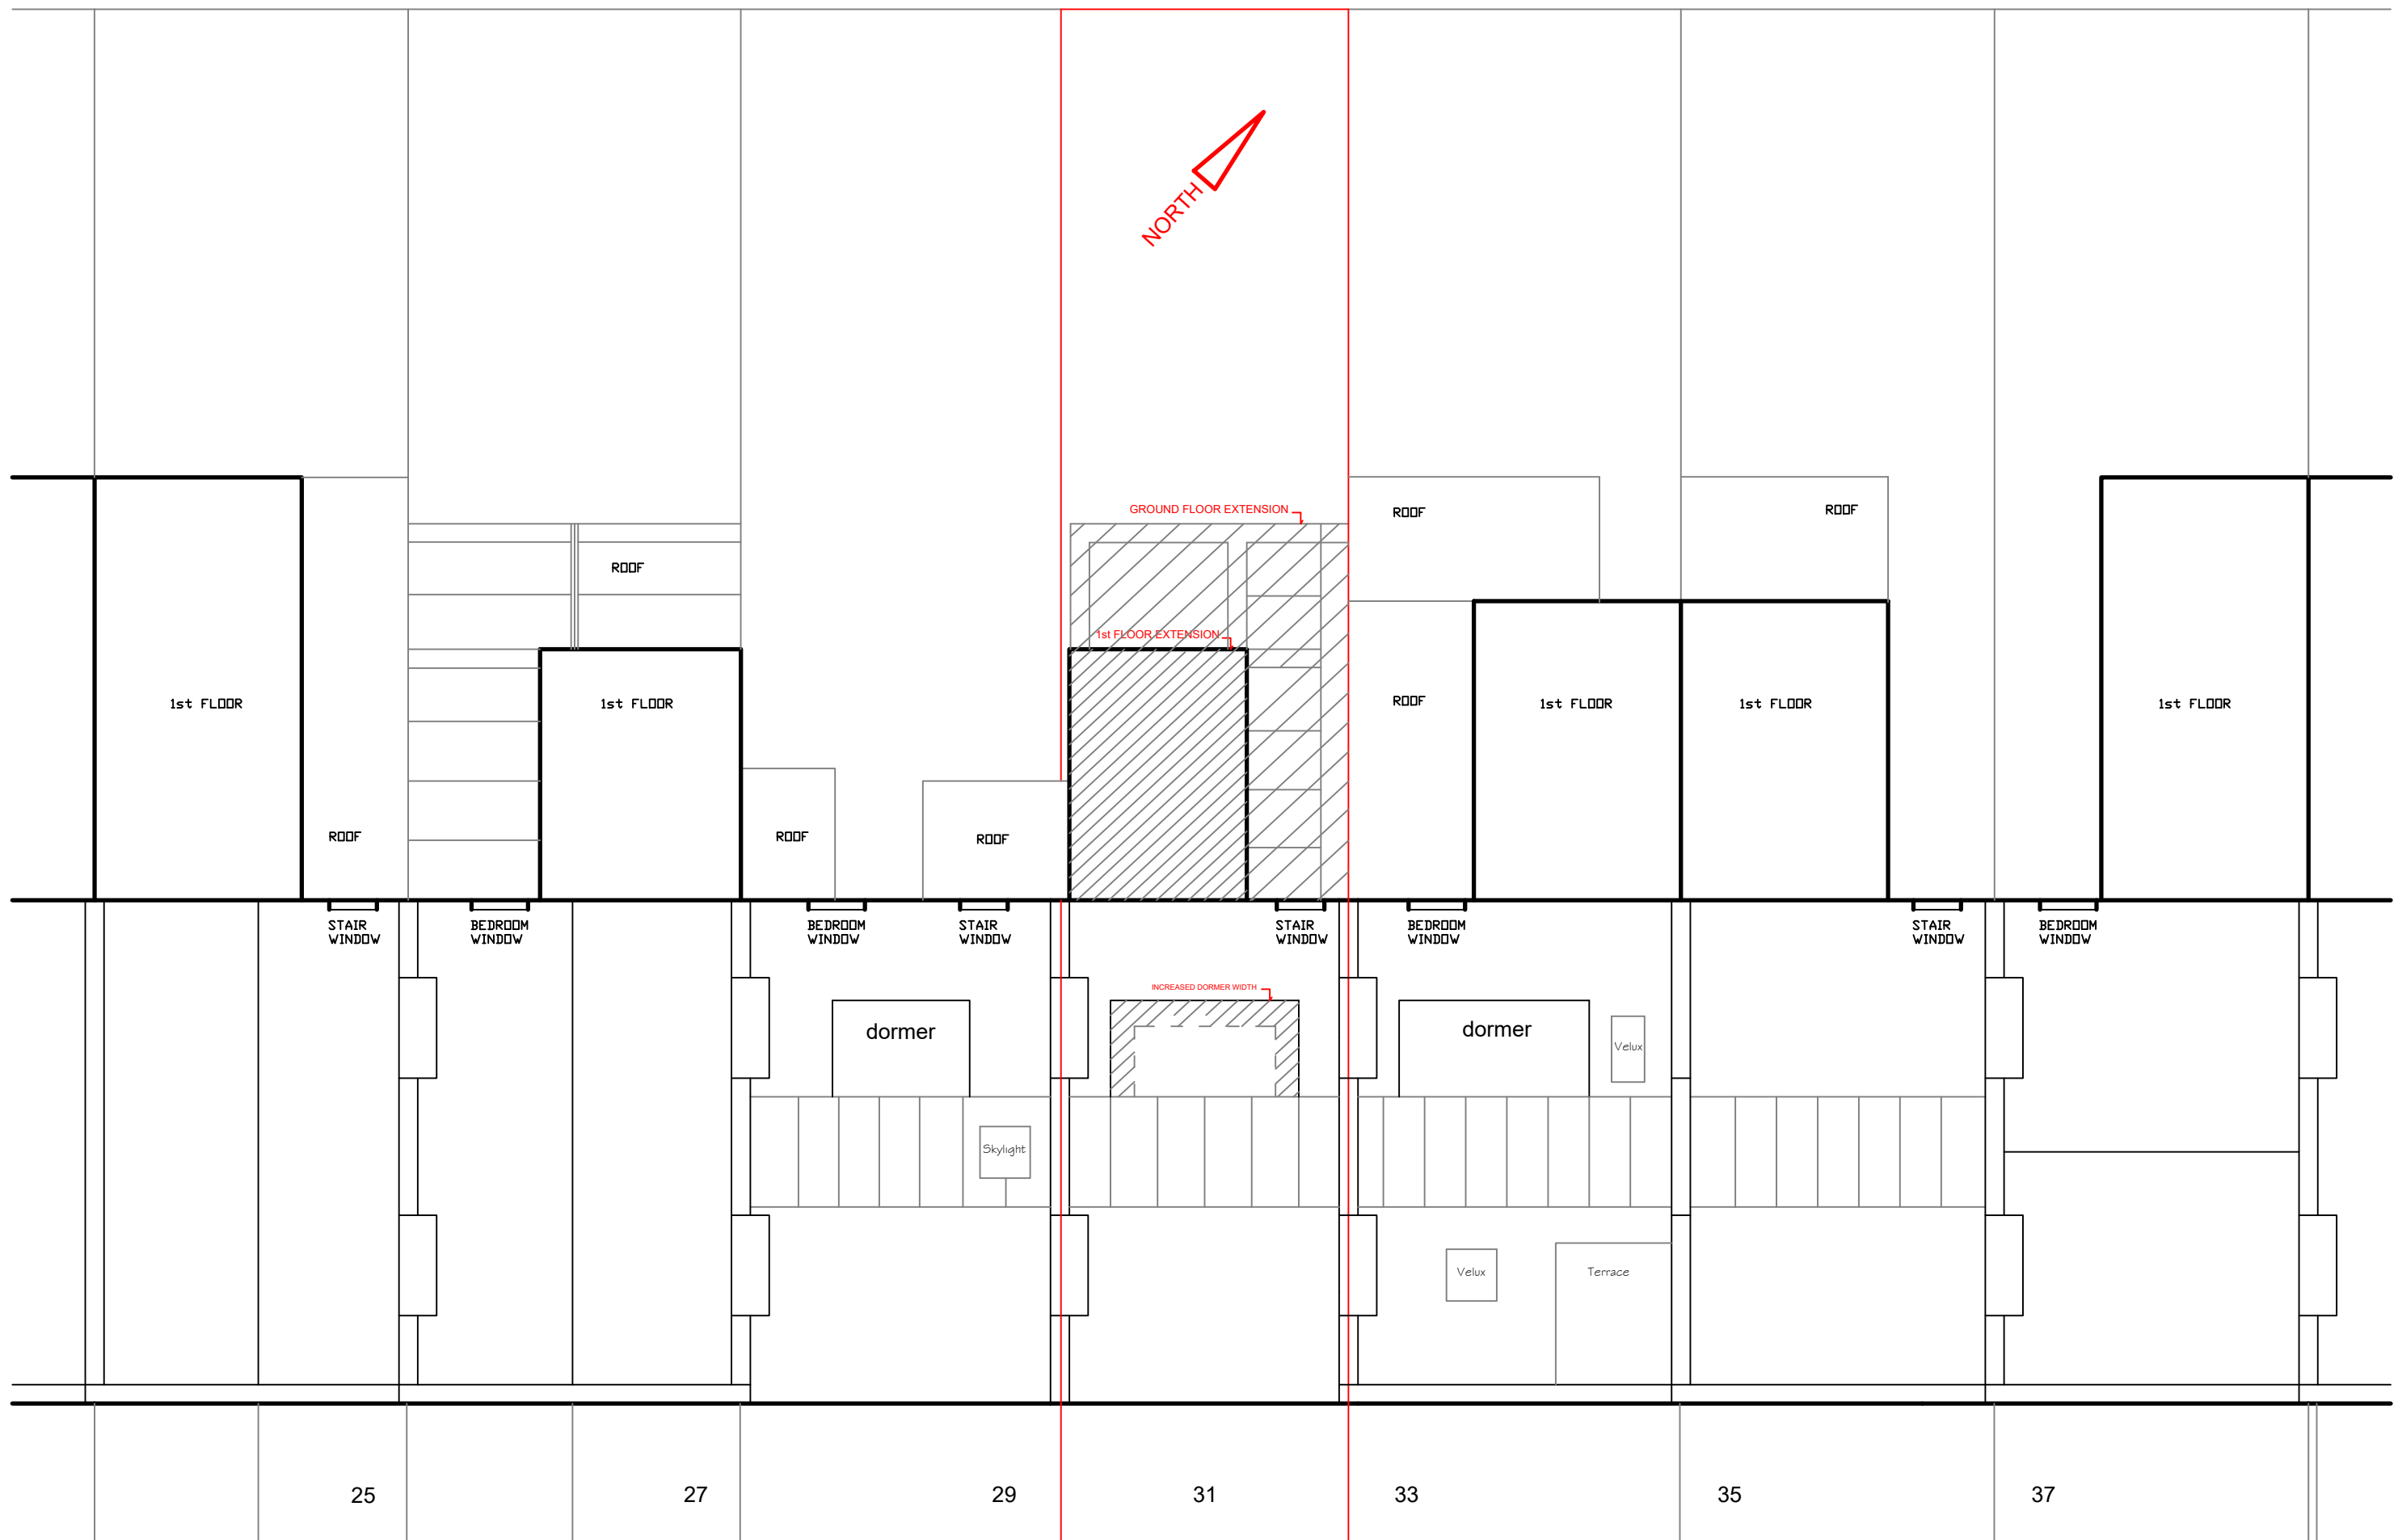 NORTH
GROUND FLOOR EXTENSION
ROOF
ROOF
ROOF
1st FLOOR EXTENSION
1st FLOOR
1st FLOOR
ROOF
1st FLOOR
1st FLOOR
1st FLOOR
ROOF
ROOF
ROOF
STAIR
WINDOW
BEDROOM
WINDOW
BEDROOM
WINDOW
STAIR
WINDOW
STAIR
WINDOW
BEDROOM
WINDOW
STAIR
WINDOW
BEDROOM
WINDOW
INCREASED DORMER WIDTH
dormer
dormer
Velux
Skylight
Velux
Terrace
25
27
29
31
33
35
37